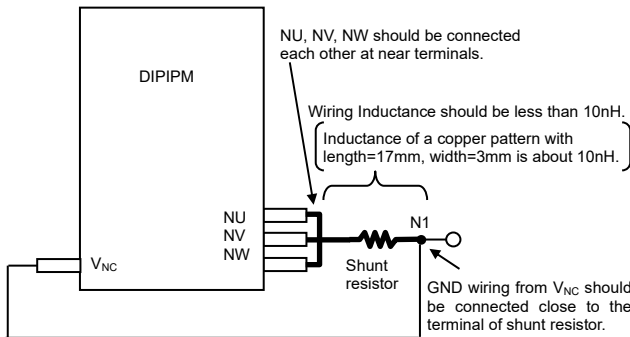 NU, NV, NW should be connected
each other at near terminals.
DIPIPM
Wiring Inductance should be less than 10nH.
Inductance of a copper pattern with
length=17mm, width=3mm is about 10nH.
NU
NV
NW
N1
VNC
Shunt
resistor
GND wiring from VNC should
be connected close to the
terminal of shunt resistor.